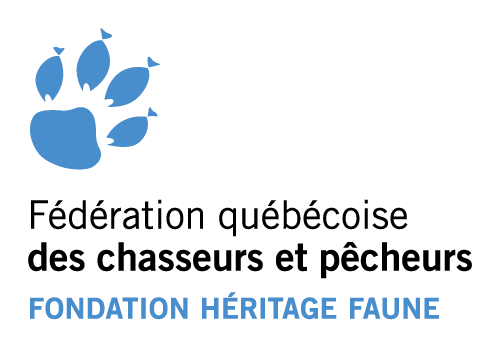 Fédération québécoise
des chasseurs et pêcheurs
FONDATION HÉRITAGE FAUNE